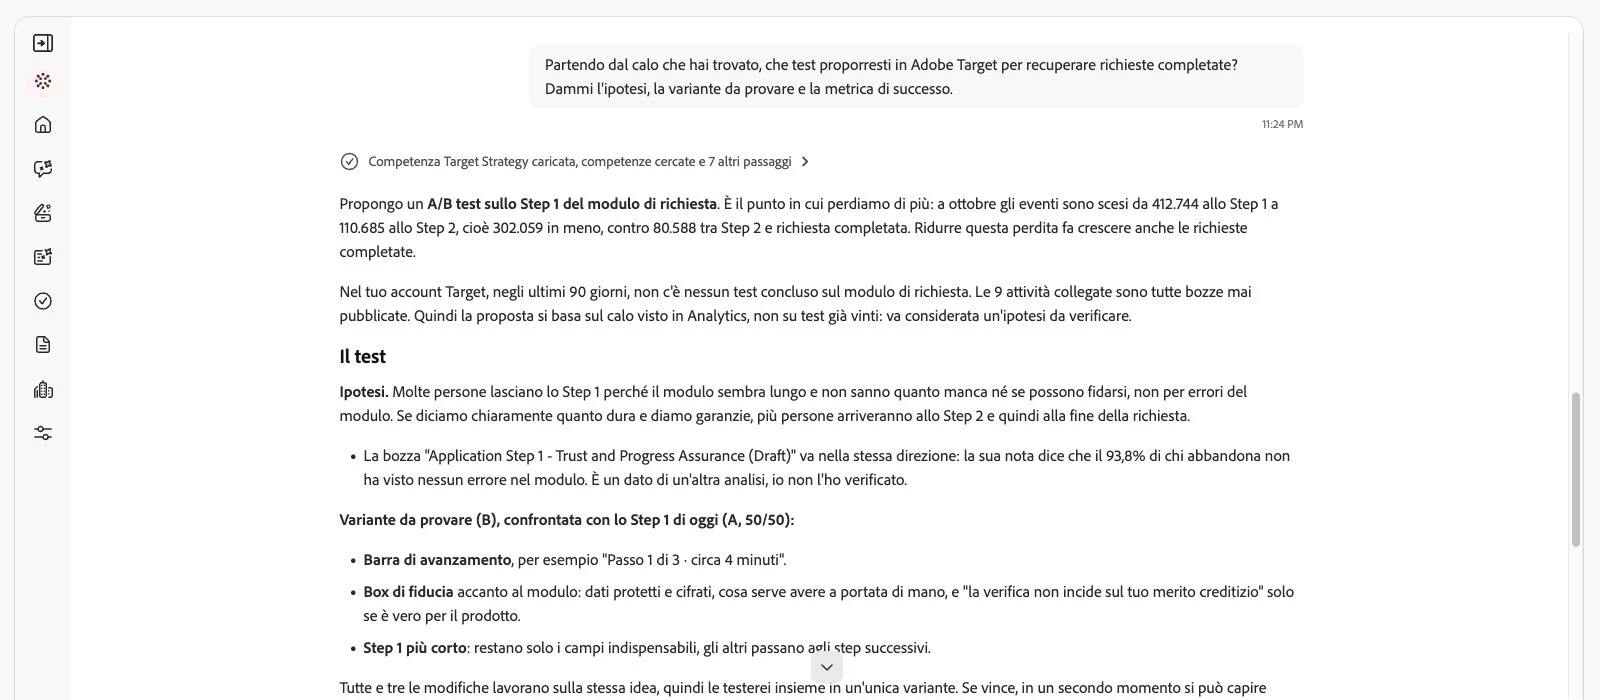 Partendo dal calo che hai trovato, che test proporresti in Adobe Target per recuperare richieste completate?
Dammi l'ipotesi, la variante da provare e la metrica di successo.
11:24 PM
Competenza Target Strategy caricata, competenze cercate e 7 altri passaggi
Propongo un A/B test sullo Step 1 del modulo di richiesta. È il punto in cui perdiamo di più: a ottobre gli eventi sono scesi da 412.744 allo Step 1 a
110.685 allo Step 2, cioè 302.059 in meno, contro 80.588 tra Step 2 e richiesta completata. Ridurre questa perdita fa crescere anche le richieste
completate.
Nel tuo account Target, negli ultimi 90 giorni, non c'è nessun test concluso sul modulo di richiesta. Le 9 attività collegate sono tutte bozze mai
pubblicate. Quindi la proposta si basa sul calo visto in Analytics, non su test già vinti: va considerata un'ipotesi da verificare.
Il test
Ipotesi. Molte persone lasciano lo Step 1 perché il modulo sembra lungo e non sanno quanto manca né se possono fidarsi, non per errori del
modulo. Se diciamo chiaramente quanto dura e diamo garanzie, più persone arriveranno allo Step 2 e quindi alla fine della richiesta.
• La bozza "Application Step 1 - Trust and Progress Assurance (Draft)" va nella stessa direzione: la sua nota dice che il 93,8% di chi abbandona non
ha visto nessun errore nel modulo. È un dato di un'altra analisi, io non l'ho verificato.
Variante da provare (B), confrontata con lo Step 1 di oggi (A, 50/50):
• Barra di avanzamento, per esempio "Passo 1 di 3 · circa 4 minuti".
• Box di fiducia accanto al modulo: dati protetti e cifrati, cosa serve avere a portata di mano, e "la verifica non incide sul tuo merito creditizio" solo
se è vero per il prodotto.
• Step 1 più corto: restano solo i campi indispensabili, gli altri passano agli step successivi.
Tutte e tre le modifiche lavorano sulla stessa idea, quindi le testerei insieme in un'unica variante. Se vince, in un secondo momento si può capire